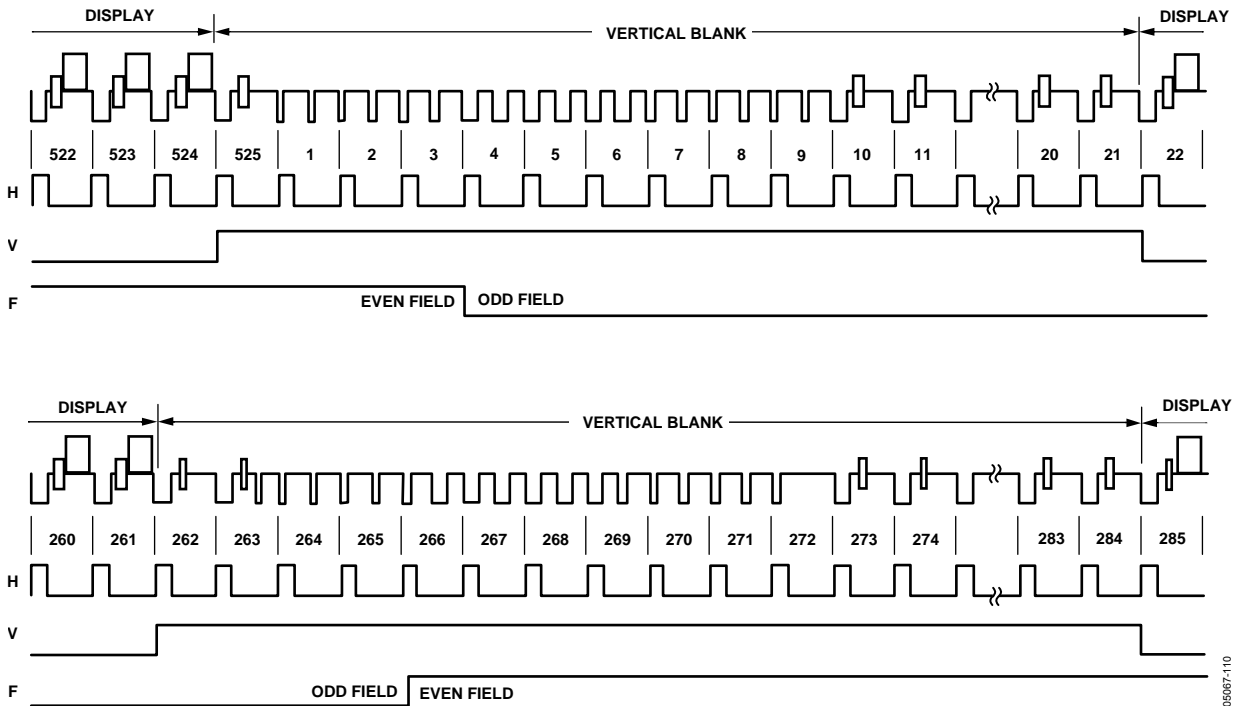 DISPLAY VERTICAL BLANK DISPLAY
522 523 524 525 1 2 3 4 5 6 7 8 9 10 11 20 21 22
H
V
F EVEN FIELD ODD FIELD
DISPLAY VERTICAL BLANK DISPLAY
260 261 262 263 264 265 266 267 268 269 270 271 272 273 274 283 284 285
H
V
F ODD FIELD EVEN FIELD
05067-110